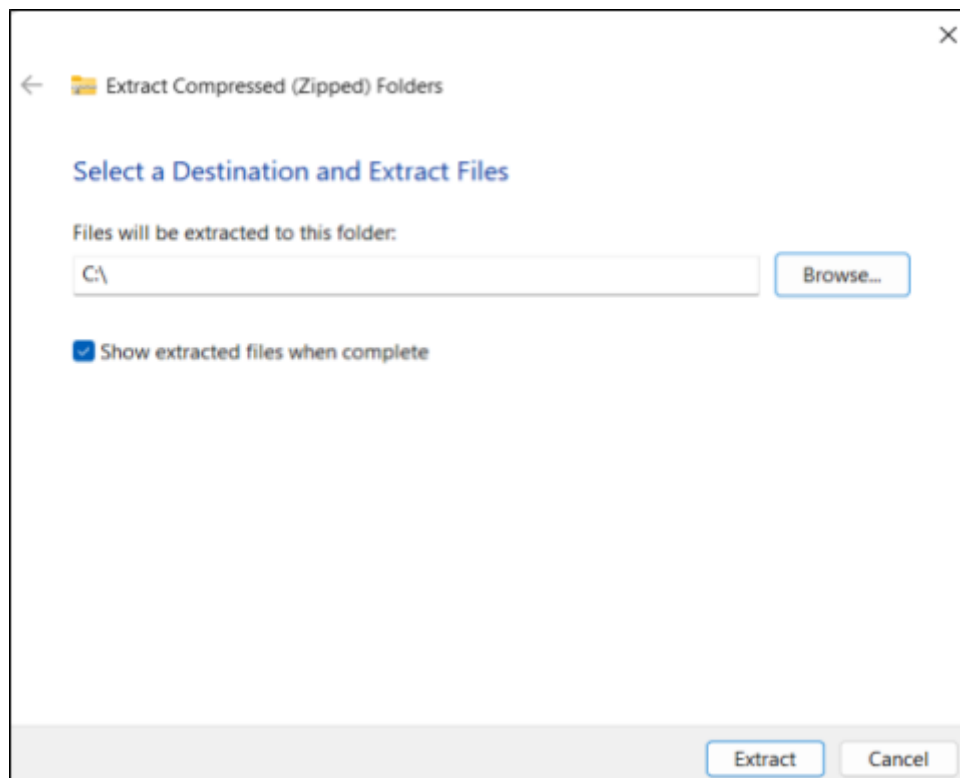 Extract Compressed (Zipped) Folders
Select a Destination and Extract Files
Files will be extracted to this folder:
C:\
Browse...
Show extracted files when complete
Extract
Cancel